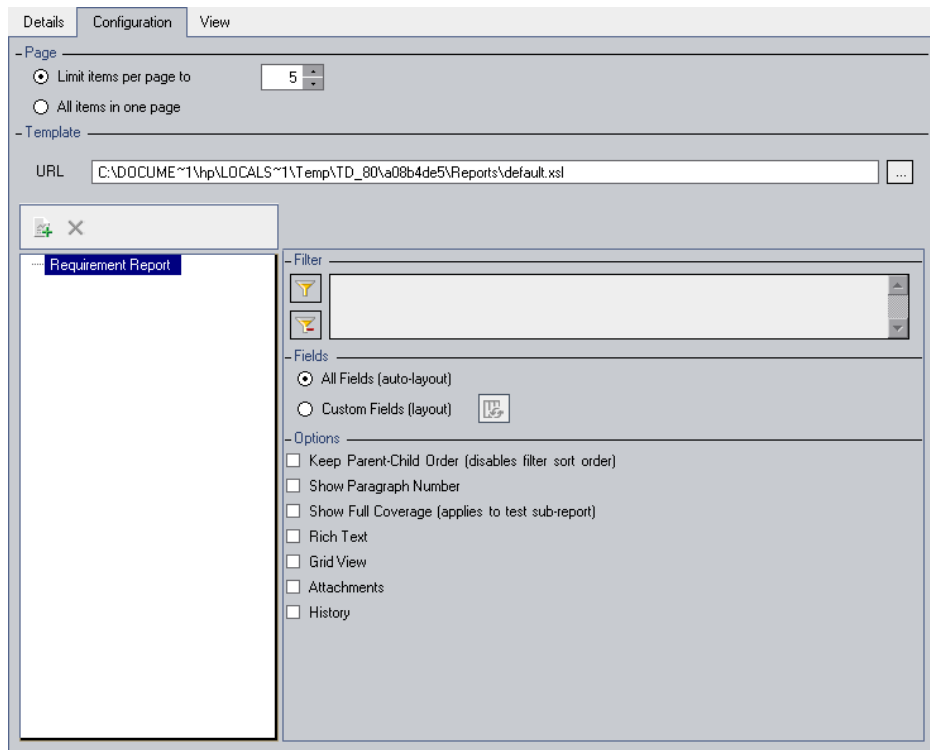 Details Configuration View
Page
Limit items per page to 5
All items in one page
Template
URL C:\DOCUME~1\hp\LOCALS~1\Temp\TD_80\a08b4de5\Reports\default.xsl ...
Requirement Report
Filter
Fields
All Fields (auto-layout)
Custom Fields (layout)
Options
Keep Parent-Child Order (disables filter sort order)
Show Paragraph Number
Show Full Coverage (applies to test sub-report)
Rich Text
Grid View
Attachments
History